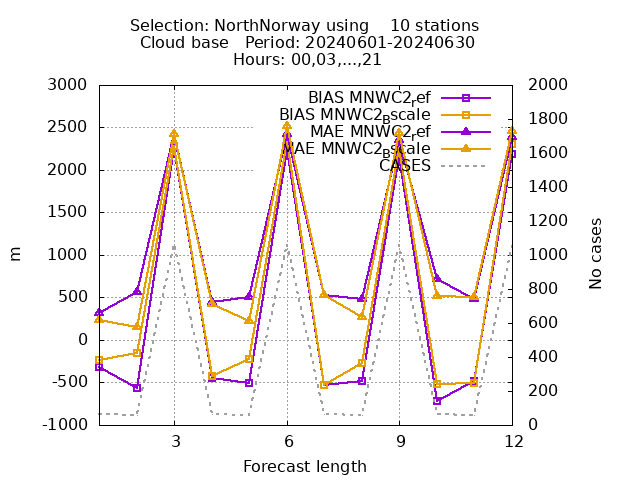 Selection: NorthNorway using 10 stations
Cloud base Period: 20240601-20240630
Hours: 00,03,...,21
3000 2000
2500 1800
2000 1600
1500 1400
1000 1200
500 1000
0 800
-500 600
-1000 400
200
0
BIAS MNWC2ref
BIAS MNWC2Bscale
MAE MNWC2ref
MAE MNWC2Bscale
CASES
m
No cases
3 6 9 12
Forecast length